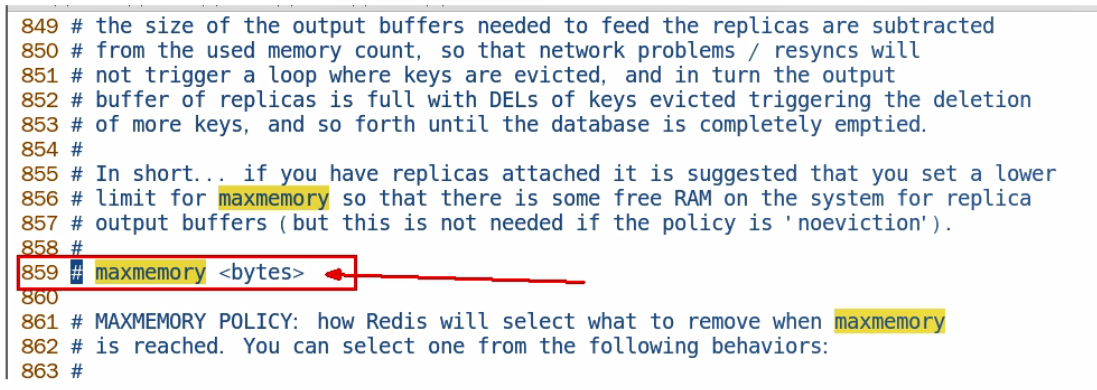 849 # the size of the output buffers needed to feed the replicas are subtracted
850 # from the used memory count, so that network problems / resyncs will
851 # not trigger a loop where keys are evicted, and in turn the output
852 # buffer of replicas is full with DELs of keys evicted triggering the deletion
853 # of more keys, and so forth until the database is completely emptied.
854 #
855 # In short... if you have replicas attached it is suggested that you set a lower
856 # limit for maxmemory so that there is some free RAM on the system for replica
857 # output buffers (but this is not needed if the policy is 'noeviction').
858 #
859 # maxmemory <bytes>
860
861 # MAXMEMORY POLICY: how Redis will select what to remove when maxmemory
862 # is reached. You can select one from the following behaviors:
863 #